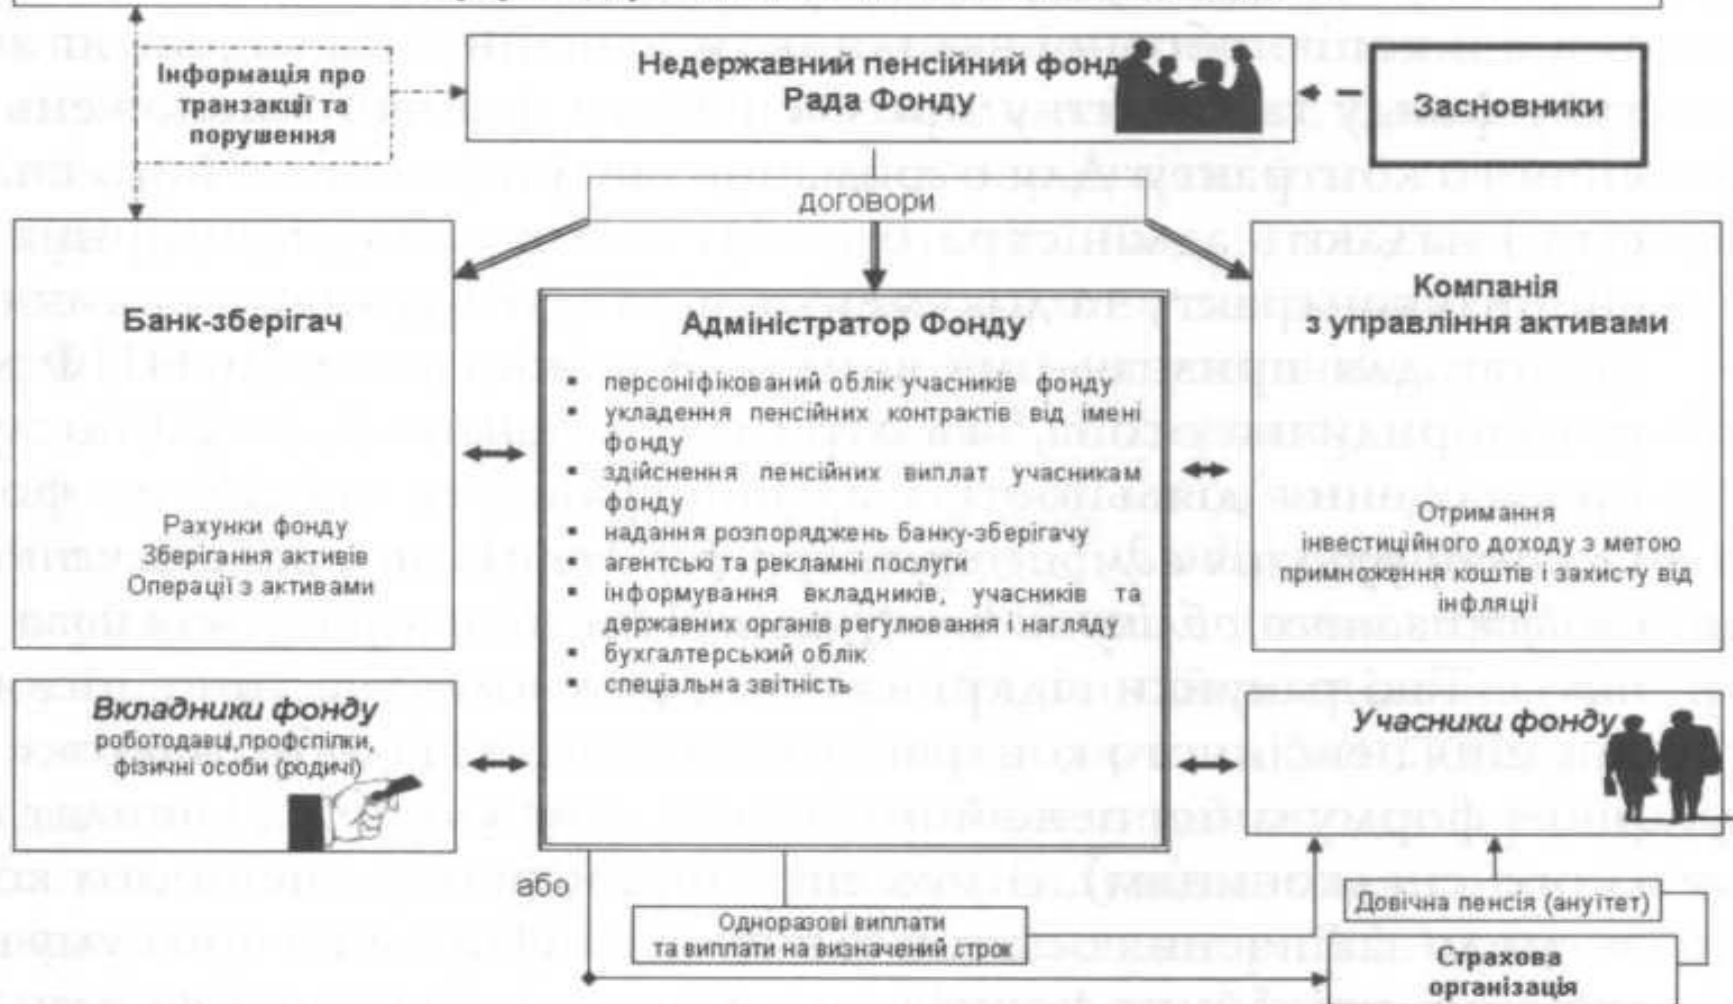 Інформація про
транзакції та
порушення
Недержавний пенсійний фонд
Рада Фонду
Засновники
договори
Банк-зберігач
Рахунки фонду
Зберігання активів
Операції з активами
Адміністратор Фонду
▪ персоніфікований облік учасників фонду
▪ укладення пенсійних контрактів від імені
фонду
▪ здійснення пенсійних виплат учасникам
фонду
▪ надання розпоряджень банку-зберігачу
▪ агентські та рекламні послуги
▪ інформування вкладників, учасників та
державних органів регулювання і нагляду
▪ бухгалтерський облік
▪ спеціальна звітність
Компанія
з управління активами
Отримання
інвестиційного доходу з метою
примноження коштів і захисту від
інфляції
Вкладники фонду
роботодавці,профспілки,
фізичні особи (родичі)
Учасники фонду
або
Одноразові виплати
та виплати на визначений строк
Довічна пенсія (ануїтет)
Страхова
організація